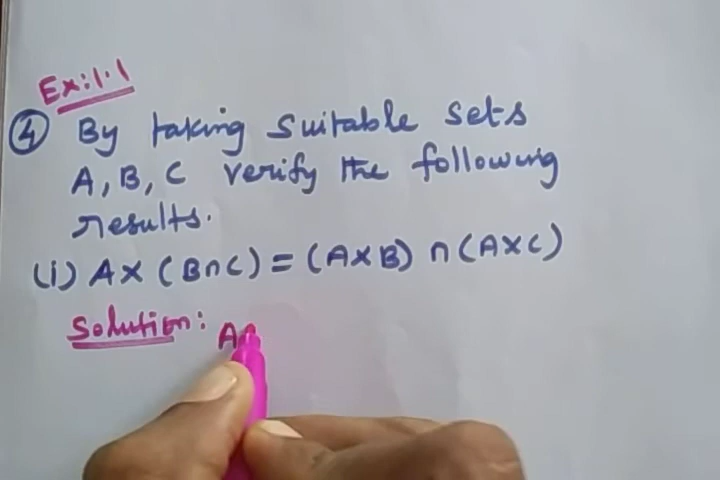 Ex:1.1
④ By taking suitable sets
A, B, C verify the following
results.
(i) A×(B∩C) = (A×B) ∩(A×C)
Solution: A